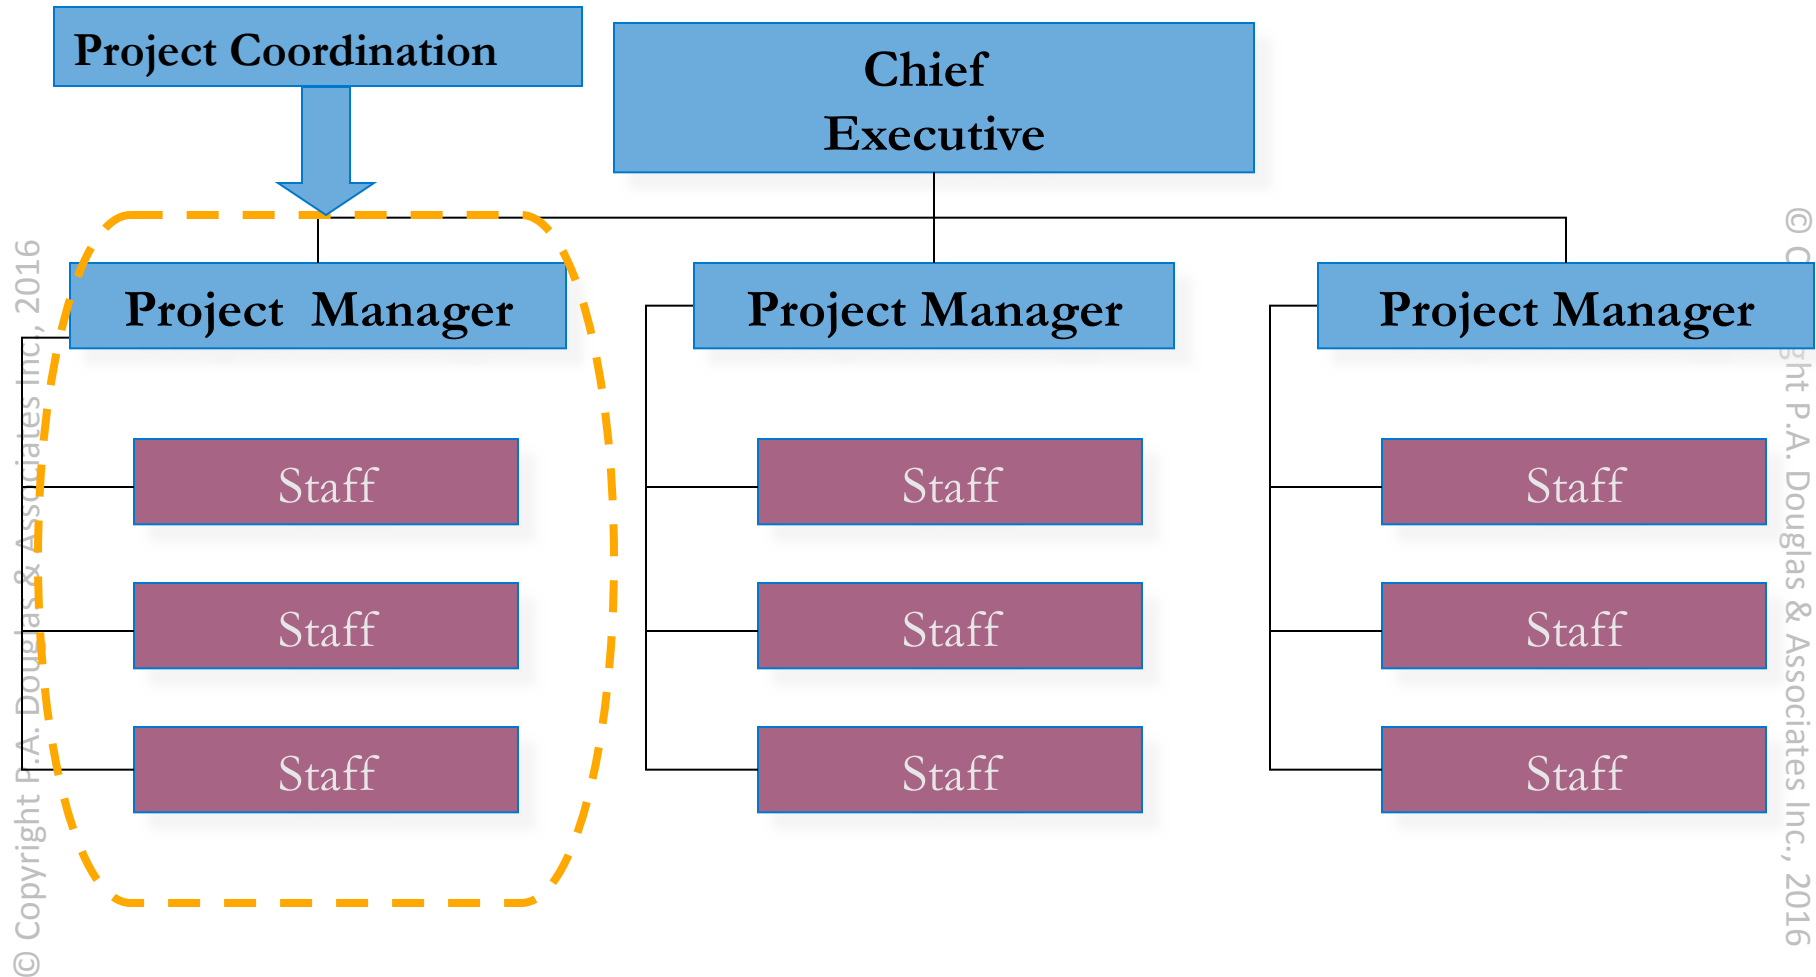 Project Coordination
Chief
Executive
Project Manager
Project Manager
Project Manager
Staff
Staff
Staff
Staff
Staff
Staff
Staff
Staff
Staff
© Copyright P.A. Douglas & Associates Inc., 2016
© C ght P.A. Douglas & Associates Inc., 2016